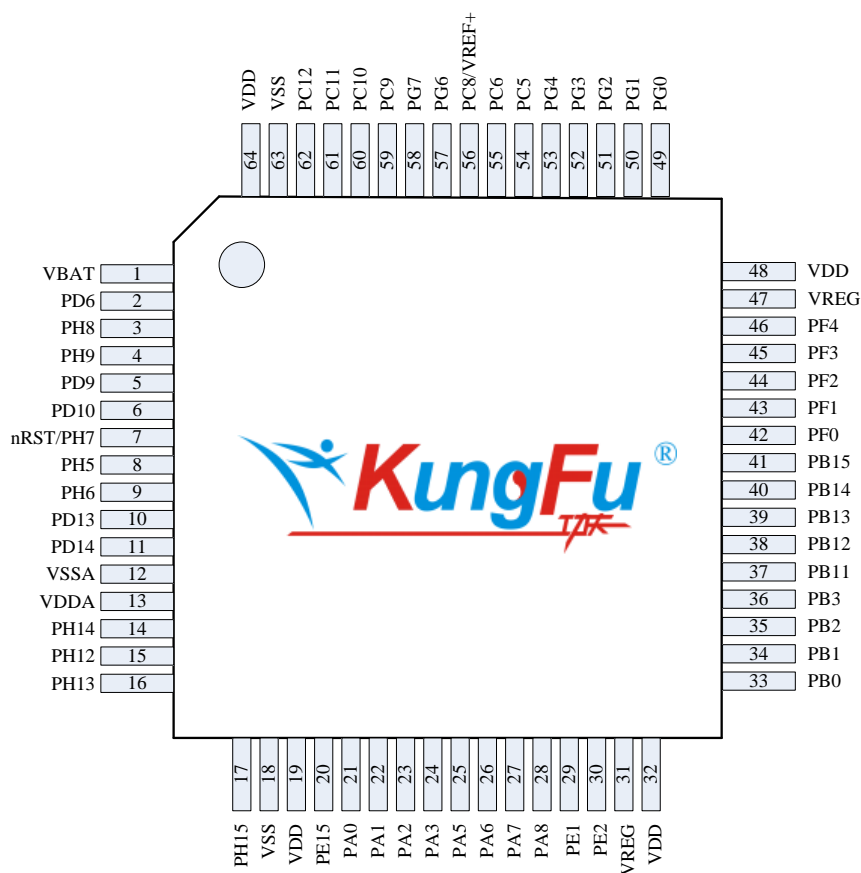 VDD VSS PC12 PC11 PC10 PC9 PG7 PG6 PC8/VREF+ PC6 PC5 PG4 PG3 PG2 PG1 PG0
64 63 62 61 60 59 58 57 56 55 54 53 52 51 50 49
VBAT 1
PD6 2
PH8 3
PH9 4
PD9 5
PD10 6
nRST/PH7 7
PH5 8
PH6 9
PD13 10
PD14 11
VSSA 12
VDDA 13
PH14 14
PH12 15
PH13 16
KungFu ®
48 VDD
47 VREG
46 PF4
45 PF3
44 PF2
43 PF1
42 PF0
41 PB15
40 PB14
39 PB13
38 PB12
37 PB11
36 PB3
35 PB2
34 PB1
33 PB0
17 18 19 20 21 22 23 24 25 26 27 28 29 30 31 32
PH15 VSS VDD PE15 PA0 PA1 PA2 PA3 PA5 PA6 PA7 PA8 PE1 PE2 VREG VDD